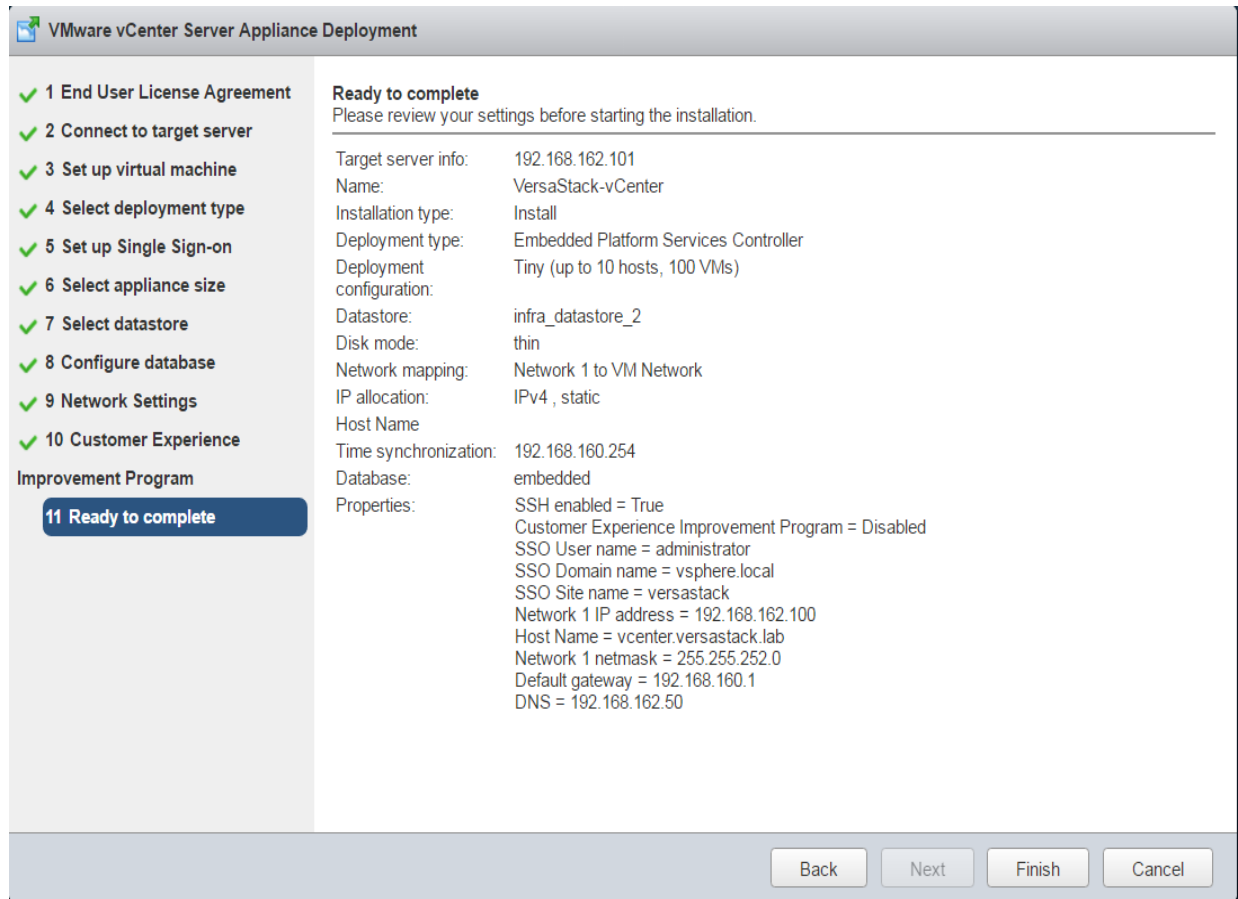 VMware vCenter Server Appliance Deployment
1 End User License Agreement
2 Connect to target server
3 Set up virtual machine
4 Select deployment type
5 Set up Single Sign-on
6 Select appliance size
7 Select datastore
8 Configure database
9 Network Settings
10 Customer Experience
Improvement Program
11 Ready to complete
Ready to complete
Please review your settings before starting the installation.
Target server info: 192.168.162.101
Name: VersaStack-vCenter
Installation type: Install
Deployment type: Embedded Platform Services Controller
Deployment Tiny (up to 10 hosts, 100 VMs)
configuration:
Datastore: infra_datastore_2
Disk mode: thin
Network mapping: Network 1 to VM Network
IP allocation: IPv4 , static
Host Name
Time synchronization: 192.168.160.254
Database: embedded
Properties: SSH enabled = True
Customer Experience Improvement Program = Disabled
SSO User name = administrator
SSO Domain name = vsphere.local
SSO Site name = versastack
Network 1 IP address = 192.168.162.100
Host Name = vcenter.versastack.lab
Network 1 netmask = 255.255.252.0
Default gateway = 192.168.160.1
DNS = 192.168.162.50
Back Next Finish Cancel